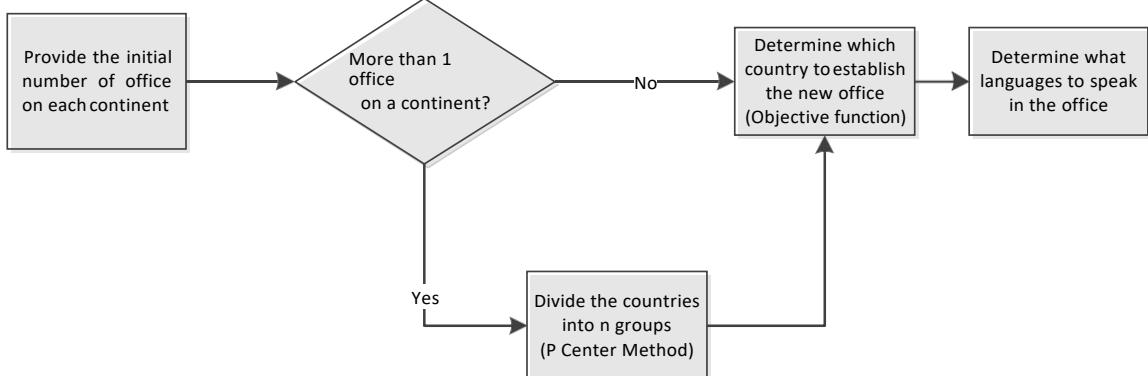 Provide the initial
number of office
on each continent
More than 1
office
on a continent?
No
Determine which
country to establish
the new office
(Objective function)
Determine what
languages to speak
in the office
Yes
Divide the countries
into n groups
(P Center Method)